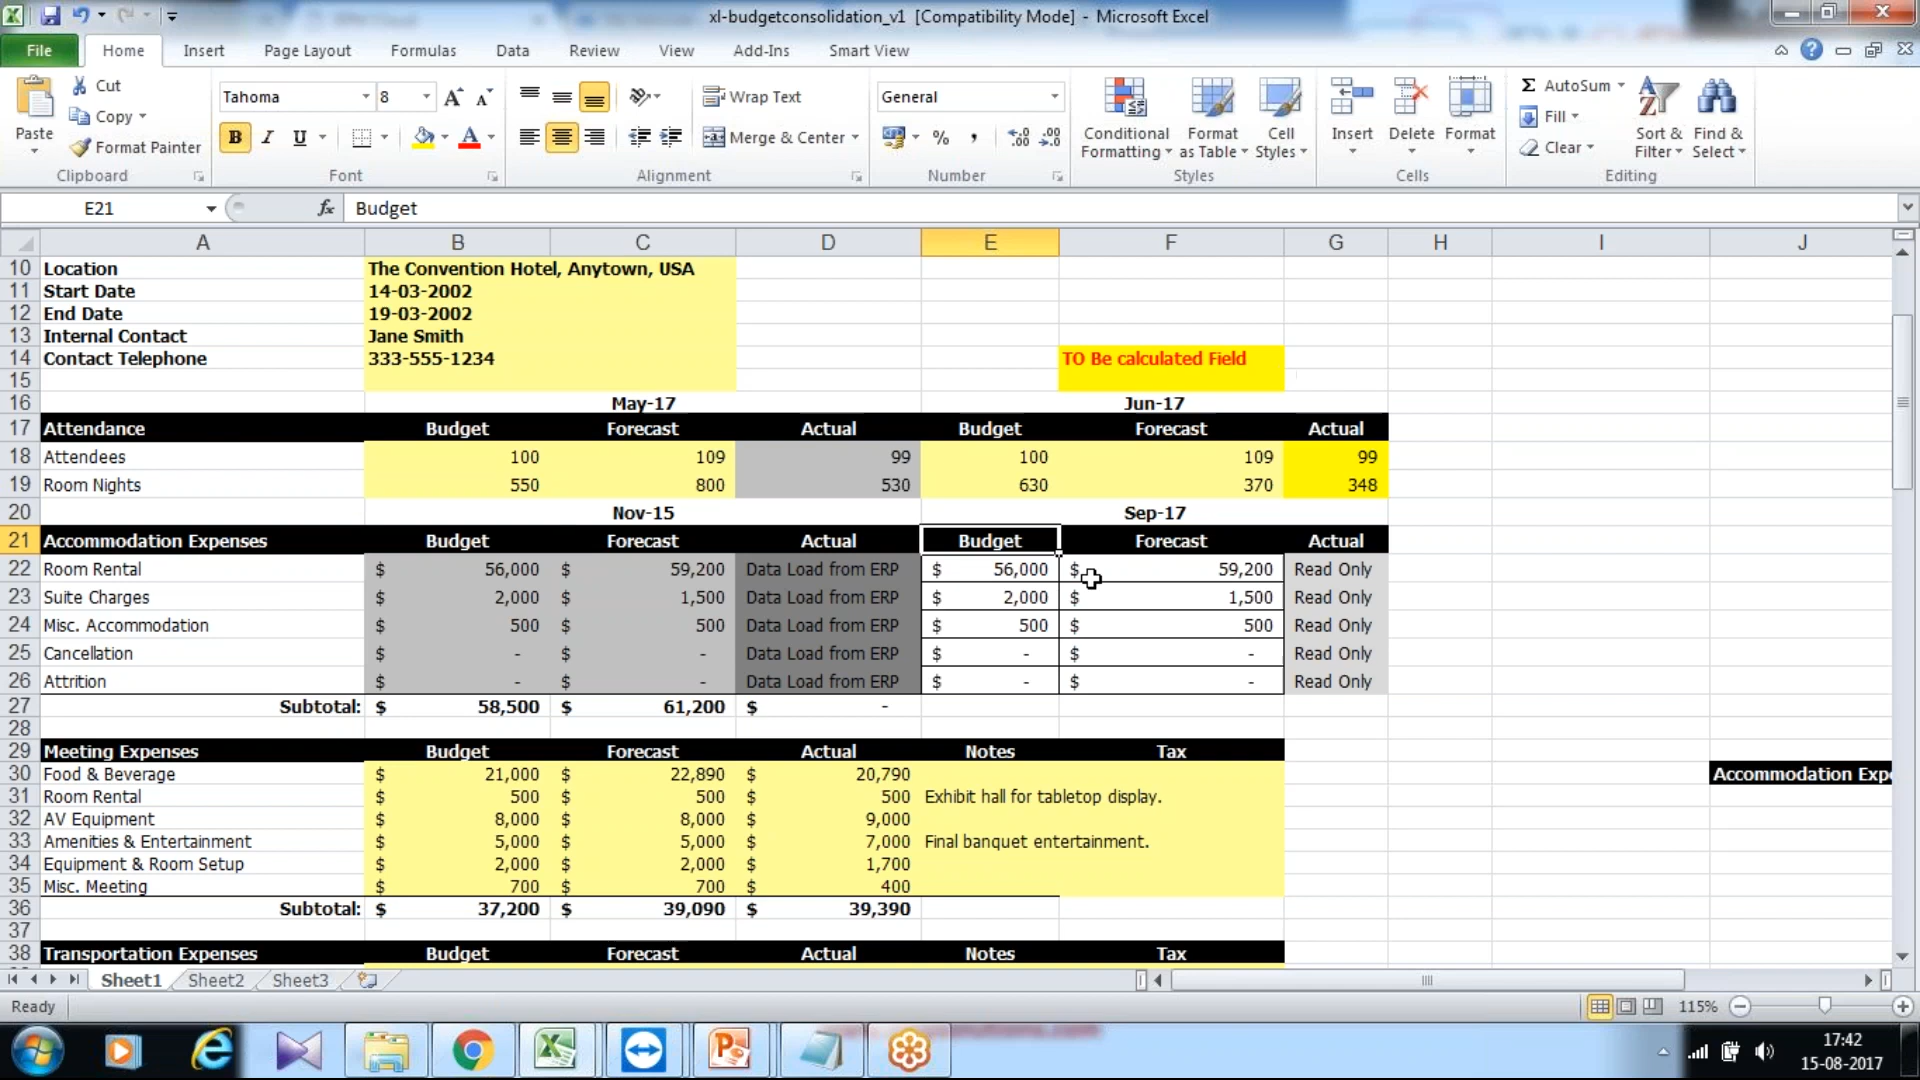 xl-budgetconsolidation_v1 [Compatibility Mode] - Microsoft Excel
File Home Insert Page Layout Formulas Data Review View Add-Ins Smart View
Paste Cut Copy Format Painter Clipboard
Tahoma 8 B I U Font
Wrap Text Merge & Center Alignment
General % , Number
Conditional Formatting Format as Table Cell Styles Styles
Insert Delete Format Cells
Σ AutoSum Fill Clear Sort & Filter Find & Select Editing
E21 fx Budget
A B C D E F G H I J
10 Location The Convention Hotel, Anytown, USA
11 Start Date 14-03-2002
12 End Date 19-03-2002
13 Internal Contact Jane Smith
14 Contact Telephone 333-555-1234 TO Be calculated Field
15
16 May-17 Jun-17
17 Attendance Budget Forecast Actual Budget Forecast Actual
18 Attendees 100 109 99 100 109 99
19 Room Nights 550 800 530 630 370 348
20 Nov-15 Sep-17
21 Accommodation Expenses Budget Forecast Actual Budget Forecast Actual
22 Room Rental $ 56,000 $ 59,200 Data Load from ERP $ 56,000 $ 59,200 Read Only
23 Suite Charges $ 2,000 $ 1,500 Data Load from ERP $ 2,000 $ 1,500 Read Only
24 Misc. Accommodation $ 500 $ 500 Data Load from ERP $ 500 $ 500 Read Only
25 Cancellation $ - $ - Data Load from ERP $ - $ - Read Only
26 Attrition $ - $ - Data Load from ERP $ - $ - Read Only
27 Subtotal: $ 58,500 $ 61,200 $ -
28
29 Meeting Expenses Budget Forecast Actual Notes Tax
30 Food & Beverage $ 21,000 $ 22,890 $ 20,790 Accommodation Expe
31 Room Rental $ 500 $ 500 $ 500 Exhibit hall for tabletop display.
32 AV Equipment $ 8,000 $ 8,000 $ 9,000
33 Amenities & Entertainment $ 5,000 $ 5,000 $ 7,000 Final banquet entertainment.
34 Equipment & Room Setup $ 2,000 $ 2,000 $ 1,700
35 Misc. Meeting $ 700 $ 700 $ 400
36 Subtotal: $ 37,200 $ 39,090 $ 39,390
37
38 Transportation Expenses Budget Forecast Actual Notes Tax
Sheet1 Sheet2 Sheet3
Ready 115%
17:42
15-08-2017